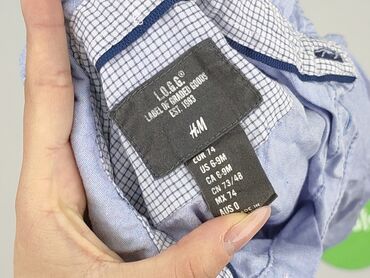 L.O.G.G.®
LABEL OF GRADED GOODS
EST. 1983
H&M
EUR 74
US 6-9M
CA 6-9M
CN 73/48
MX 74
AUS 0